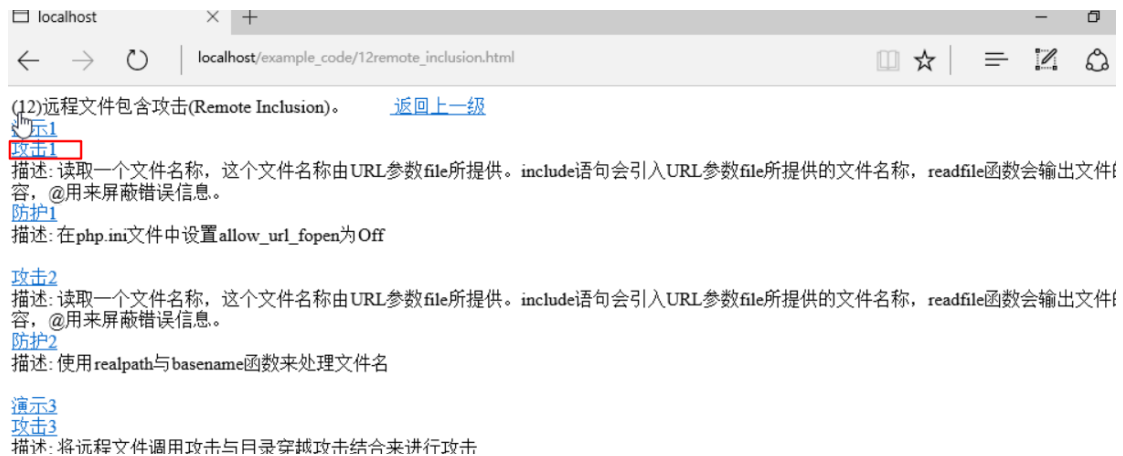 localhost
localhost/example_code/12remote_inclusion.html
(12)远程文件包含攻击(Remote Inclusion)。 返回上一级
示1
攻击1
描述: 读取一个文件名称，这个文件名称由URL参数file所提供。include语句会引入URL参数file所提供的文件名称，readfile函数会输出文件
容，@用来屏蔽错误信息。
防护1
描述: 在php.ini文件中设置allow_url_fopen为Off
攻击2
描述: 读取一个文件名称，这个文件名称由URL参数file所提供。include语句会引入URL参数file所提供的文件名称，readfile函数会输出文件
容，@用来屏蔽错误信息。
防护2
描述: 使用realpath与basename函数来处理文件名
演示3
攻击3
描述: 将远程文件调用攻击与目录穿越攻击结合来进行攻击